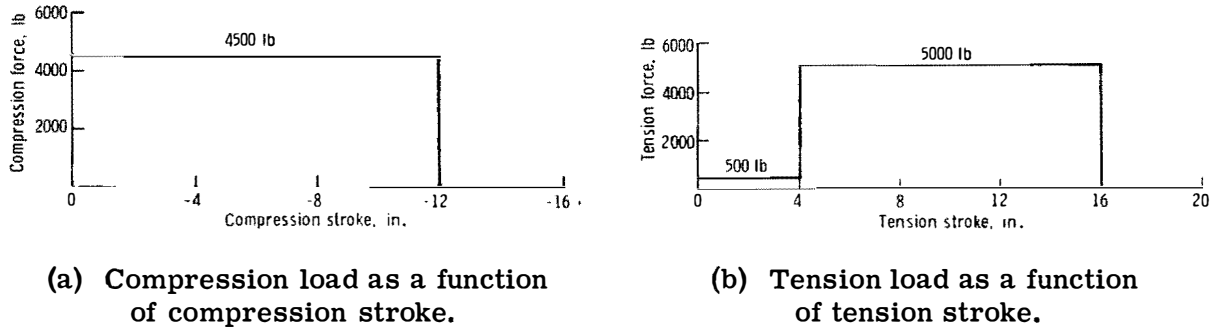 6000
Compression force, lb
4500 lb
4000
2000
0
-4
-8
-12
-16
Compression stroke, in.
(a) Compression load as a function
of compression stroke.
6000
Tension force, lb
5000 lb
4000
2000
500 lb
0
4
8
12
16
20
Tension stroke, in.
(b) Tension load as a function
of tension stroke.